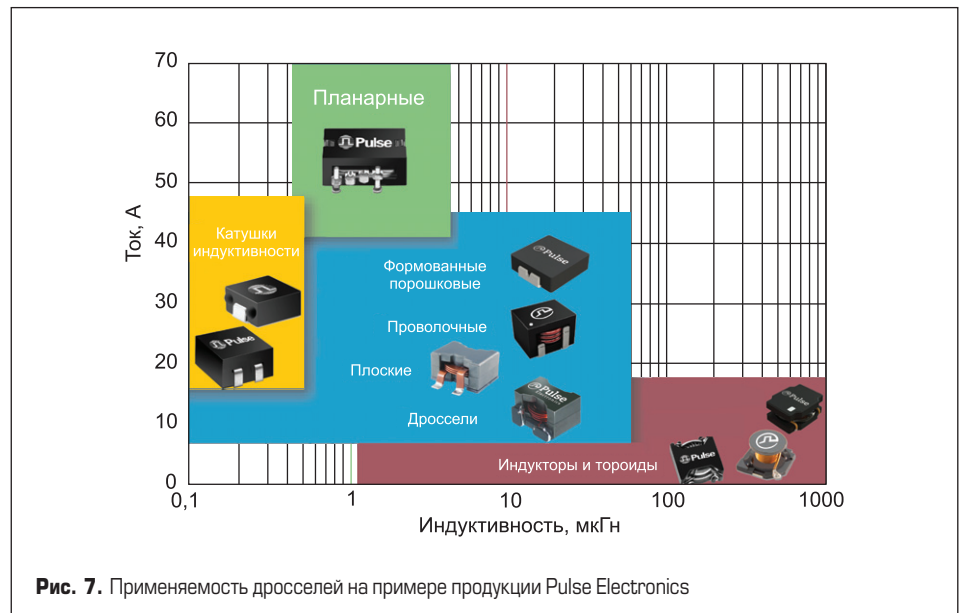 70
60
50
40
30
20
10
0
Ток, А
Планарные
Pulse
Катушки
индуктивности
Pulse
Формованные
порошковые
Pulse
Проволочные
Плоские
Дроссели
Pulse
Индукторы и тороиды
Pulse
Pulse
0,1
1
10
100
1000
Индуктивность, мкГн
Рис. 7. Применяемость дросселей на примере продукции Pulse Electronics